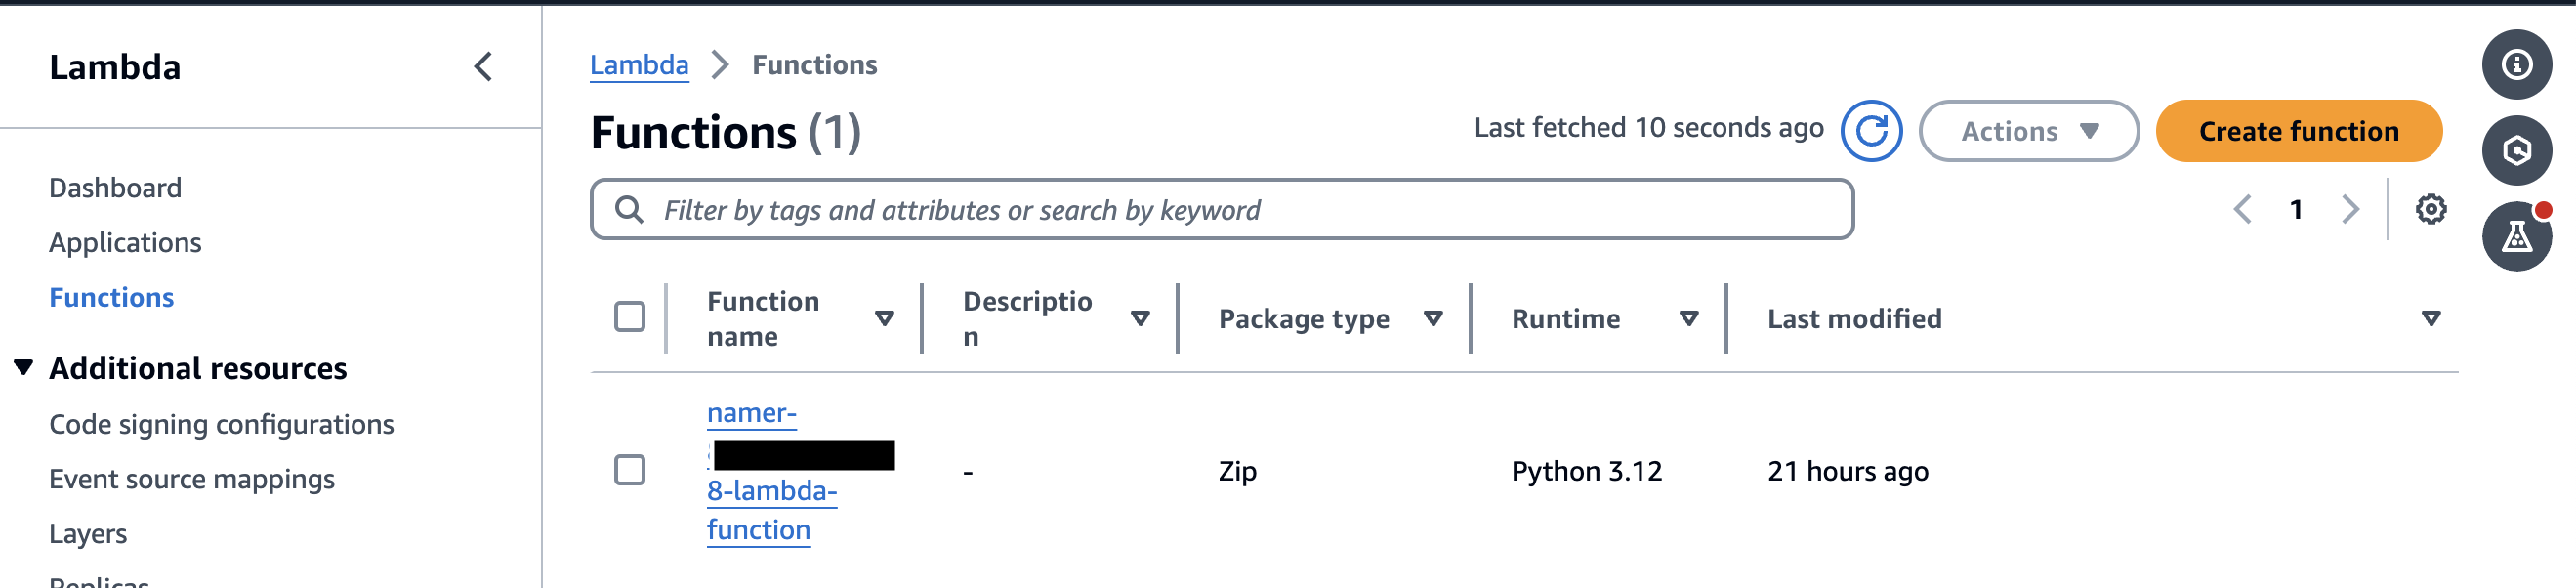 Lambda
Dashboard
Applications
Functions
Additional resources
Code signing configurations
Event source mappings
Layers
Replicas
Lambda
Functions
Functions (1)
Last fetched 10 seconds ago
Actions
Create function
Filter by tags and attributes or search by keyword
1
Function
name
Descriptio
n
Package type
Runtime
Last modified
namer-
8-lambda-
function
-
Zip
Python 3.12
21 hours ago